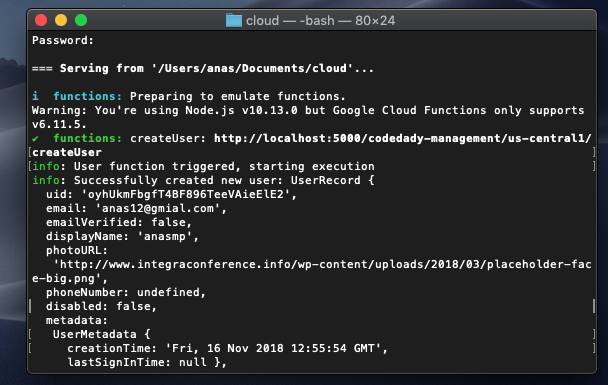 cloud — -bash — 80×24
Password:
=== Serving from '/Users/anas/Documents/cloud'...
i  functions: Preparing to emulate functions.
Warning: You're using Node.js v10.13.0 but Google Cloud Functions only supports
v6.11.5.
✔  functions: createUser: http://localhost:5000/codedady-management/us-central1/
[createUser ]
[info: User function triggered, starting execution ]
info: Successfully created new user: UserRecord {
  uid: 'oyhUkmFbgfT4BF896TeeVAieElE2',
  email: 'anas12@gmial.com',
  emailVerified: false,
  displayName: 'anasmp',
  photoURL:
   'http://www.integraconference.info/wp-content/uploads/2018/03/placeholder-fac
e-big.png',
  phoneNumber: undefined,
| disabled: false, |
  metadata:
   UserMetadata {
[     creationTime: 'Fri, 16 Nov 2018 12:55:54 GMT', ]
     lastSignInTime: null },